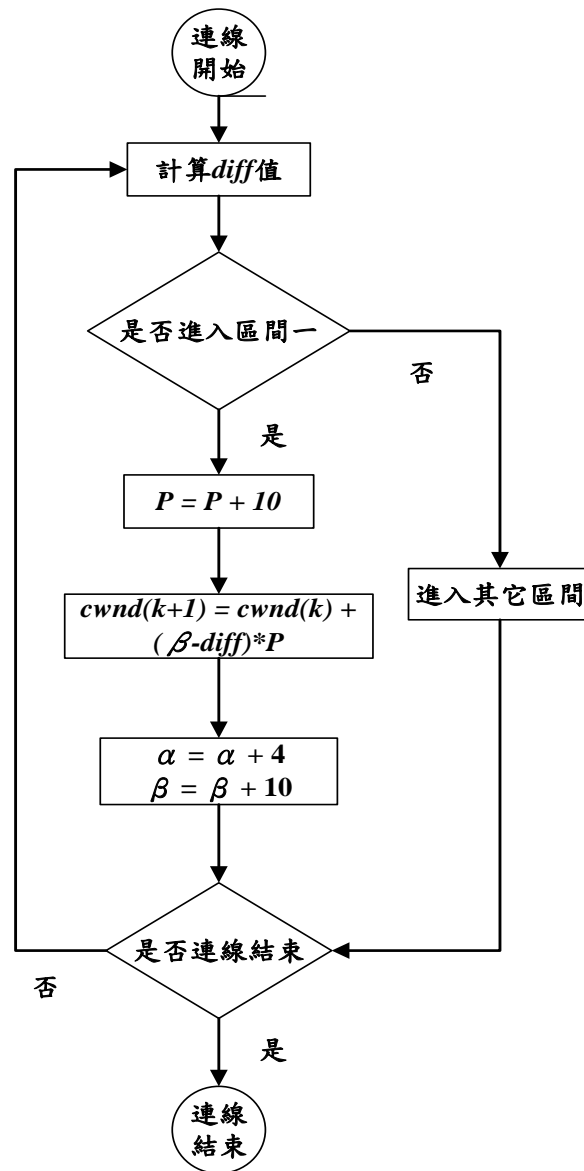 連線
開始
計算diff值
是否進入區間一
否
是
P = P + 10
cwnd(k+1) = cwnd(k) +
(β-diff)*P
進入其它區間
α = α + 4
β = β + 10
是否連線結束
否
是
連線
結束